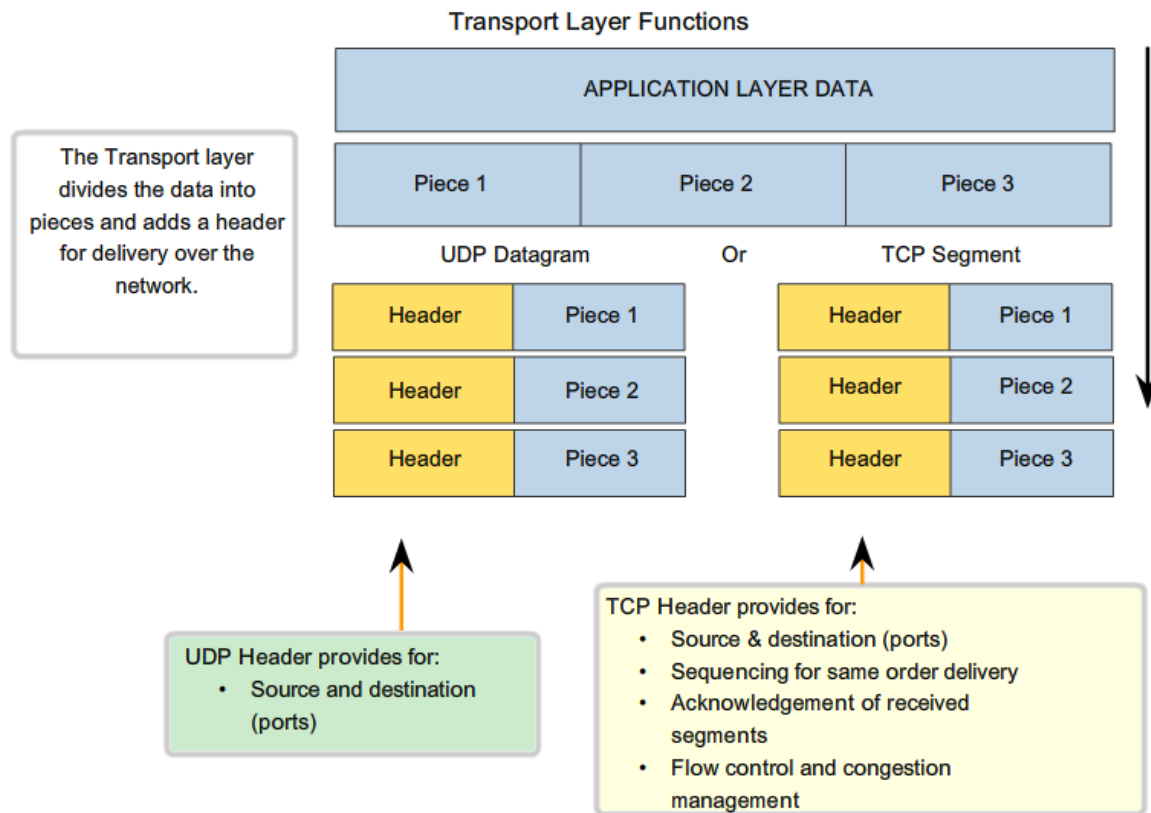 Transport Layer Functions
APPLICATION LAYER DATA
The Transport layer
divides the data into
pieces and adds a header
for delivery over the
network.
Piece 1
Piece 2
Piece 3
UDP Datagram
Or
TCP Segment
Header
Piece 1
Header
Piece 2
Header
Piece 3
Header
Piece 1
Header
Piece 2
Header
Piece 3
UDP Header provides for:
• Source and destination
(ports)
TCP Header provides for:
• Source & destination (ports)
• Sequencing for same order delivery
• Acknowledgement of received
segments
• Flow control and congestion
management